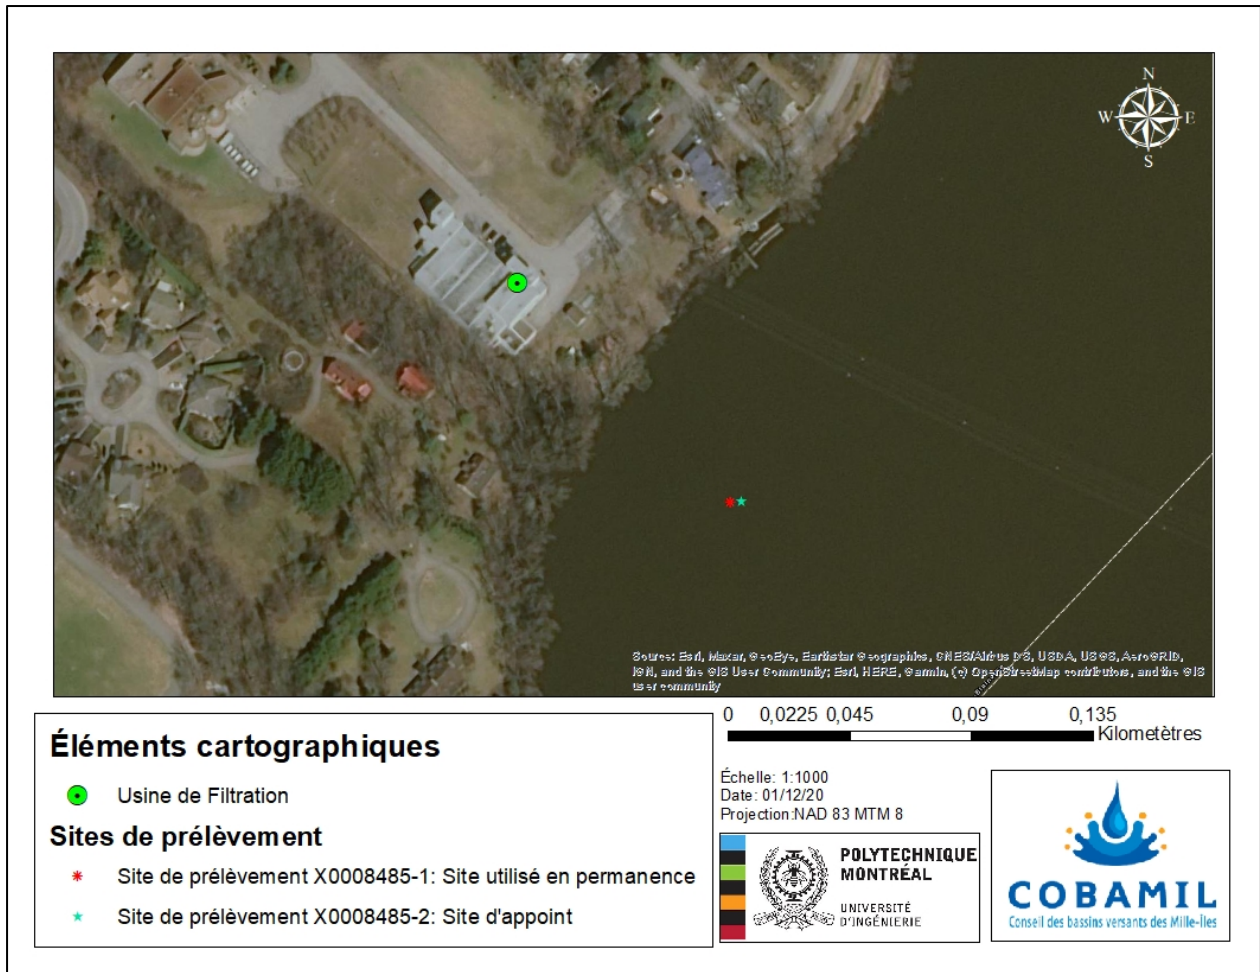 N
W E
S
Source: Esri, Maxar, GeoEye, Earthstar Geographics, CNES/Airbus DS, USDA, USGS, AeroGRID,
IGN, and the GIS User Community; Esri, HERE, Garmin, (c) OpenStreetMap contributors, and the GIS
user community
0 0,0225 0,045 0,09 0,135
Kilometètres
Éléments cartographiques
Usine de Filtration
Sites de prélèvement
Site de prélèvement X0008485-1: Site utilisé en permanence
Site de prélèvement X0008485-2: Site d'appoint
Échelle: 1:1000
Date: 01/12/20
Projection:NAD 83 MTM 8
POLYTECHNIQUE
MONTRÉAL
UNIVERSITÉ
D'INGÉNIERIE
COBAMIL
Conseil des bassins versants des Mille-Îles